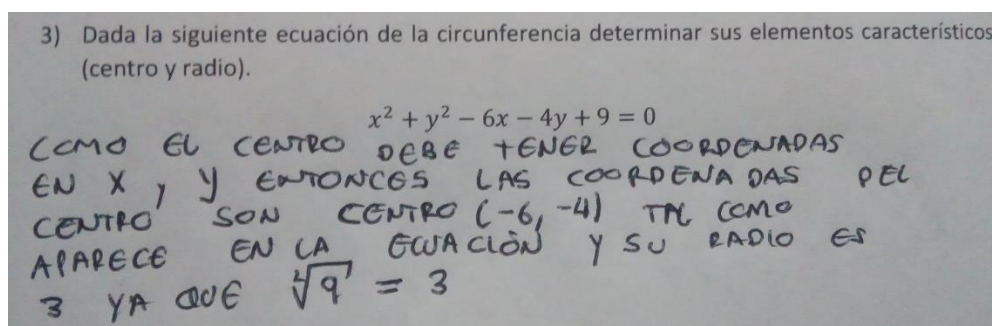 3) Dada la siguiente ecuación de la circunferencia determinar sus elementos característicos
(centro y radio).
x² + y² − 6x − 4y + 9 = 0
COMO EL CENTRO DEBE TENER COORDENADAS
EN X , Y ENTONCES LAS COORDENADAS DEL
CENTRO SON CENTRO (-6, -4) TAL COMO
APARECE EN LA ECUACIÓN Y SU RADIO ES
3 YA QUE ²√9 = 3